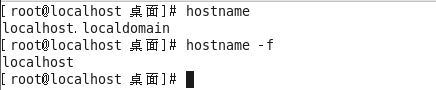 [root@localhost 桌面]# hostname
localhost.localdomain
[root@localhost 桌面]# hostname -f
localhost
[root@localhost 桌面]#